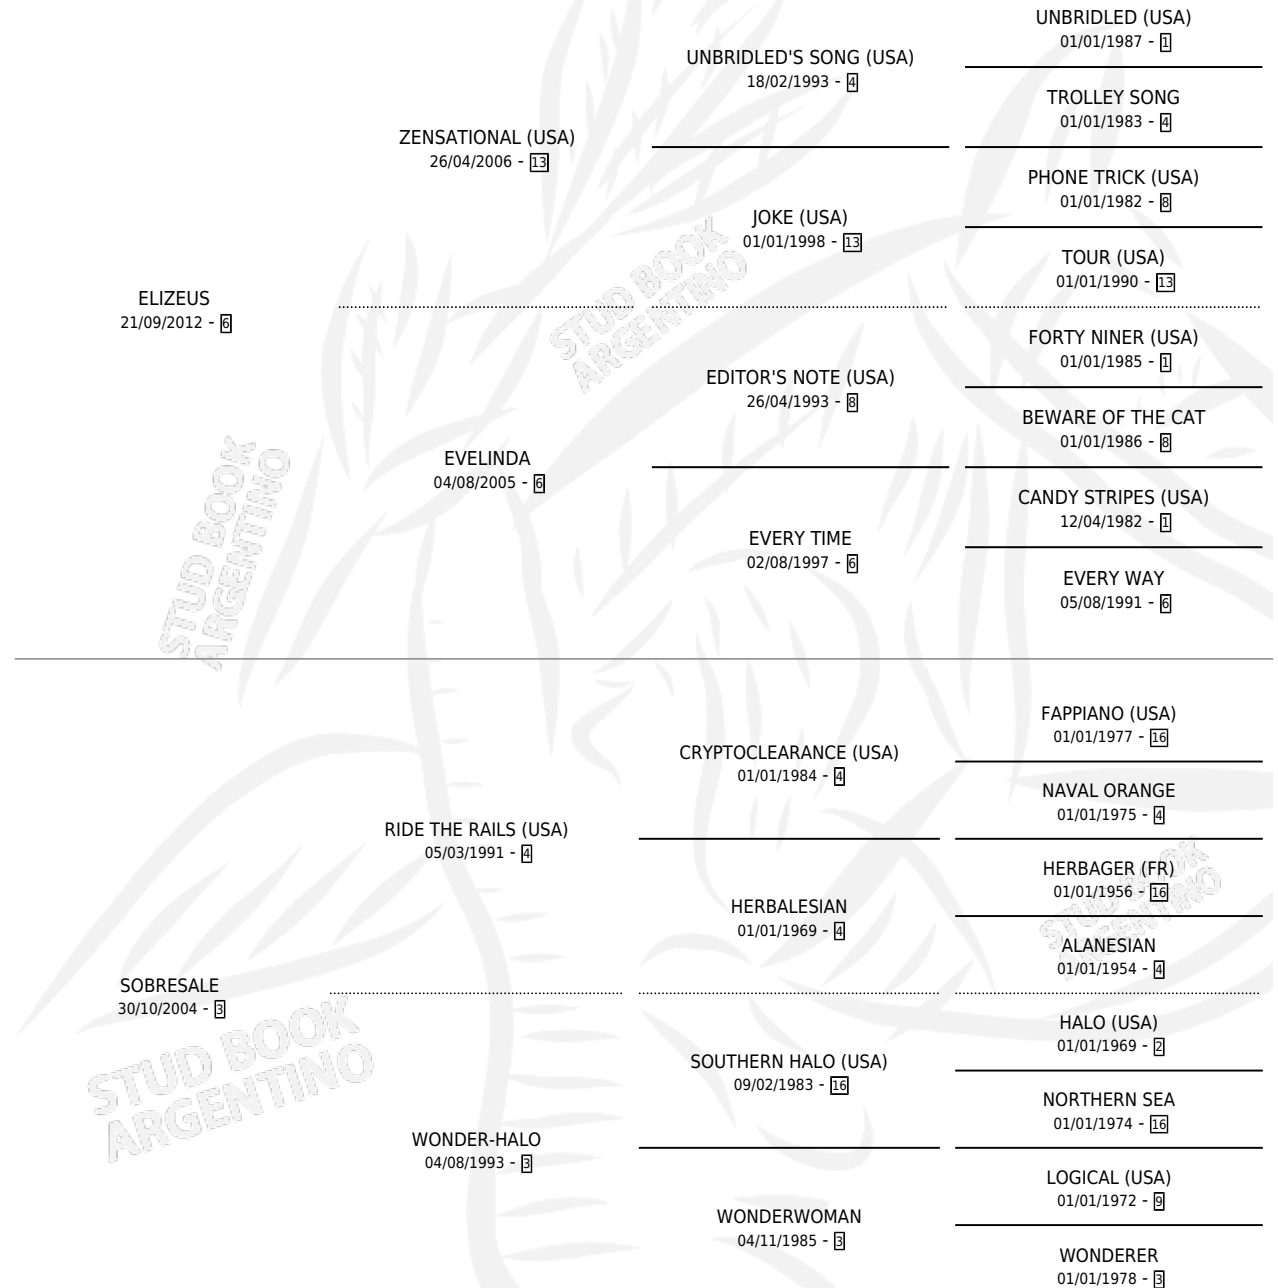 UNBRIDLED (USA)
01/01/1987 - 1
UNBRIDLED'S SONG (USA)
18/02/1993 - 4
TROLLEY SONG
01/01/1983 - 4
ZENSATIONAL (USA)
26/04/2006 - 13
PHONE TRICK (USA)
01/01/1982 - 8
JOKE (USA)
01/01/1998 - 13
TOUR (USA)
01/01/1990 - 13
ELIZEUS
21/09/2012 - 6
STUD BOOK
ARGENTINO
FORTY NINER (USA)
01/01/1985 - 1
EDITOR'S NOTE (USA)
26/04/1993 - 8
BEWARE OF THE CAT
01/01/1986 - 8
EVELINDA
04/08/2005 - 6
CANDY STRIPES (USA)
12/04/1982 - 1
EVERY TIME
02/08/1997 - 6
EVERY WAY
05/08/1991 - 6
STUD BOOK
ARGENTINO
FAPPIANO (USA)
01/01/1977 - 16
CRYPTOCLEARANCE (USA)
01/01/1984 - 4
NAVAL ORANGE
01/01/1975 - 4
RIDE THE RAILS (USA)
05/03/1991 - 4
HERBAGER (FR)
01/01/1956 - 16
HERBALESIAN
01/01/1969 - 4
STUD BOOK
ARGENTINO
ALANESIAN
01/01/1954 - 4
SOBRESALE
30/10/2004 - 3
STUD BOOK
ARGENTINO
HALO (USA)
01/01/1969 - 2
SOUTHERN HALO (USA)
09/02/1983 - 16
NORTHERN SEA
01/01/1974 - 16
WONDER-HALO
04/08/1993 - 3
LOGICAL (USA)
01/01/1972 - 9
WONDERWOMAN
04/11/1985 - 3
WONDERER
01/01/1978 - 3